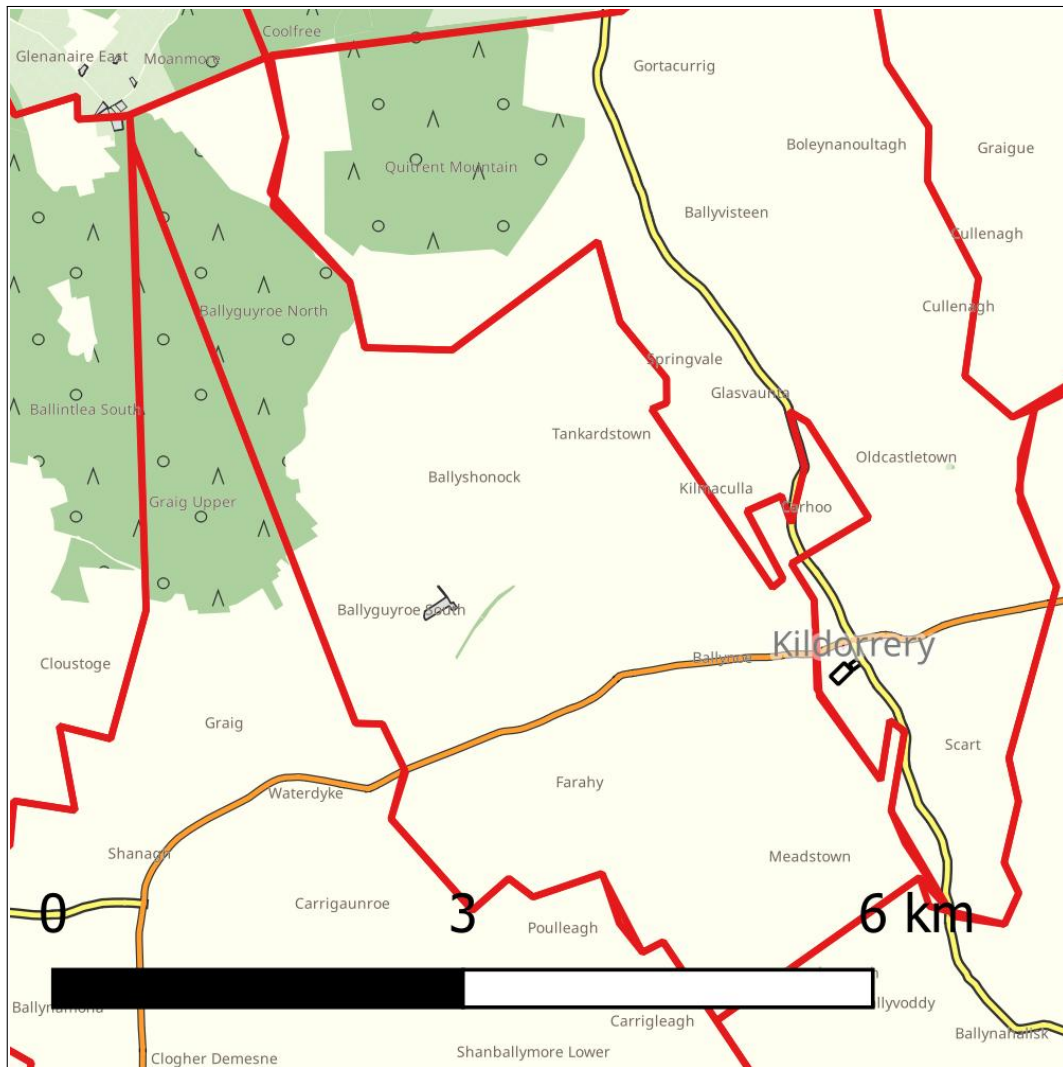 Coolfree
Glenanaire East
Moanmore
Gortacurrig
Boleynanoultagh
Graigue
Quitrent Mountain
Ballyvisteen
Cullenagh
Ballyguyroe North
Cullenagh
Springvale
Glasvaunta
Ballintlea South
Tankardstown
Oldcastletown
Ballyshonock
Kilmaculla
Graig Upper
Carhoo
Ballyguyroe South
Kildorrery
Ballynoe
Cloustoge
Graig
Scart
Farahy
Waterdyke
Shanagh
Meadstown
Carrigaunroe
0 3 6 km
Poulleagh
Carrigleagh
Ballynahalisk
Shanballymore Lower
Clogher Demesne